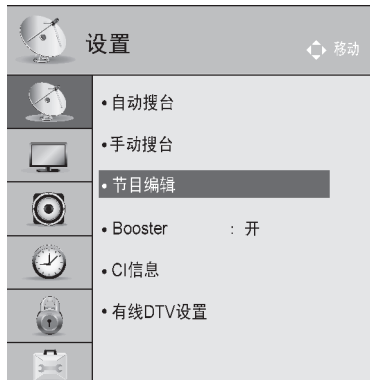 设置
移动
•自动搜台
•手动搜台
•节目编辑
•Booster : 开
•CI信息
•有线DTV设置